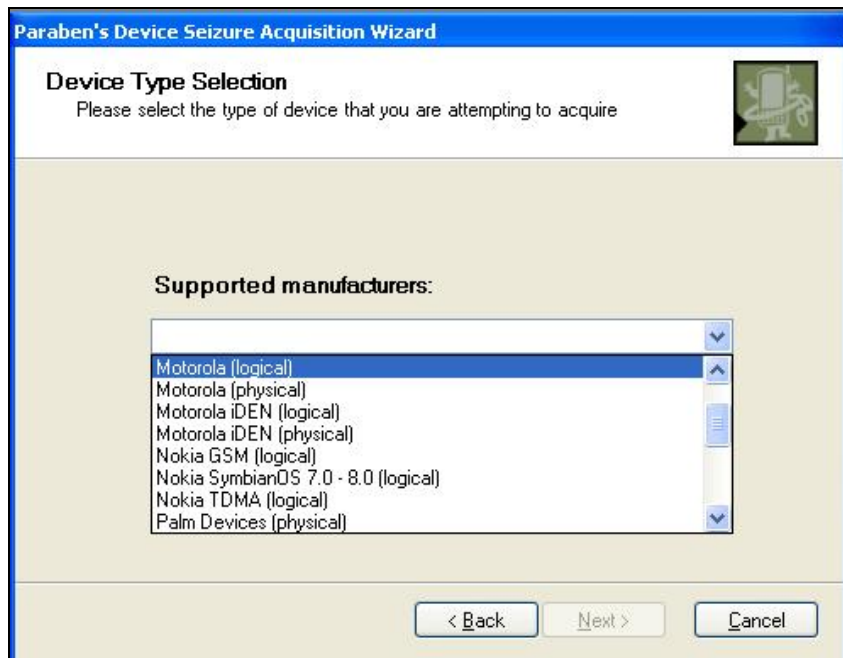 Paraben's Device Seizure Acquisition Wizard
Device Type Selection
Please select the type of device that you are attempting to acquire
Supported manufacturers:
Motorola (logical)
Motorola (physical)
Motorola iDEN (logical)
Motorola iDEN (physical)
Nokia GSM (logical)
Nokia SymbianOS 7.0 - 8.0 (logical)
Nokia TDMA (logical)
Palm Devices (physical)
< Back Next > Cancel